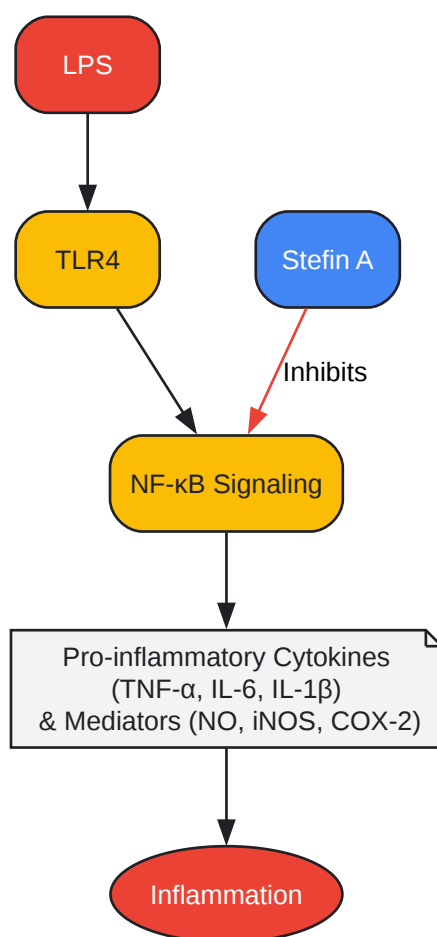 LPS
TLR4
Stefin A
Inhibits
NF-κB Signaling
Pro-inflammatory Cytokines
(TNF-α, IL-6, IL-1β)
& Mediators (NO, iNOS, COX-2)
Inflammation